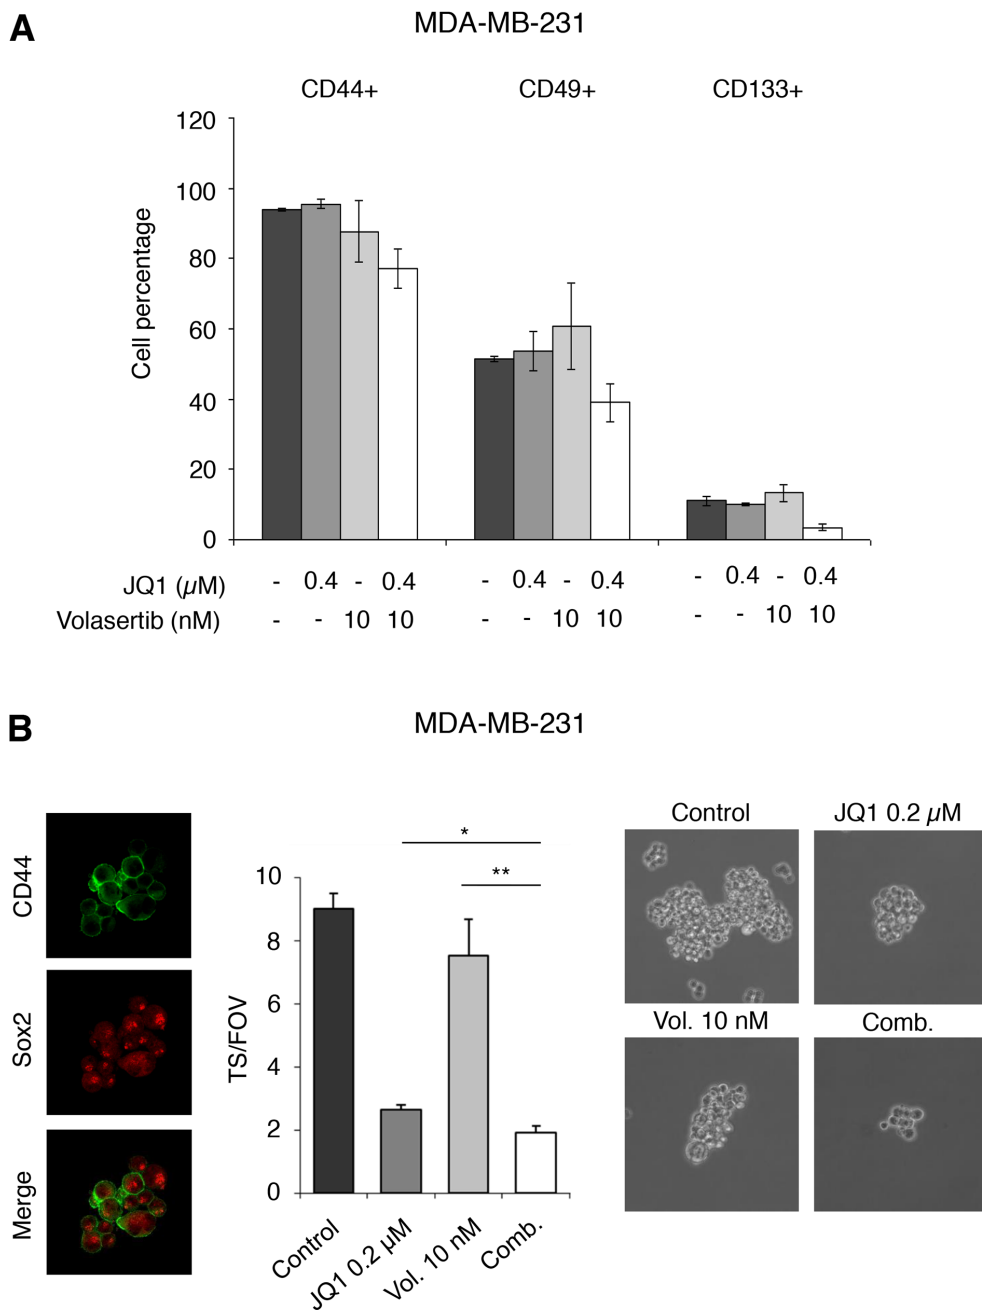 A
MDA-MB-231
CD44+ CD49+ CD133+
120
100
80
60
40
20
0
Cell percentage
JQ1 (µM) - 0.4 - 0.4 - 0.4 - 0.4 - 0.4 - 0.4
Volasertib (nM) - - 10 10 - - 10 10 - - 10 10
B
MDA-MB-231
CD44
Sox2
Merge
* 
**
10
8
6
4
2
0
TS/FOV
Control
JQ1 0.2 µM
Vol. 10 nM
Comb.
Control
JQ1 0.2 µM
Vol. 10 nM
Comb.